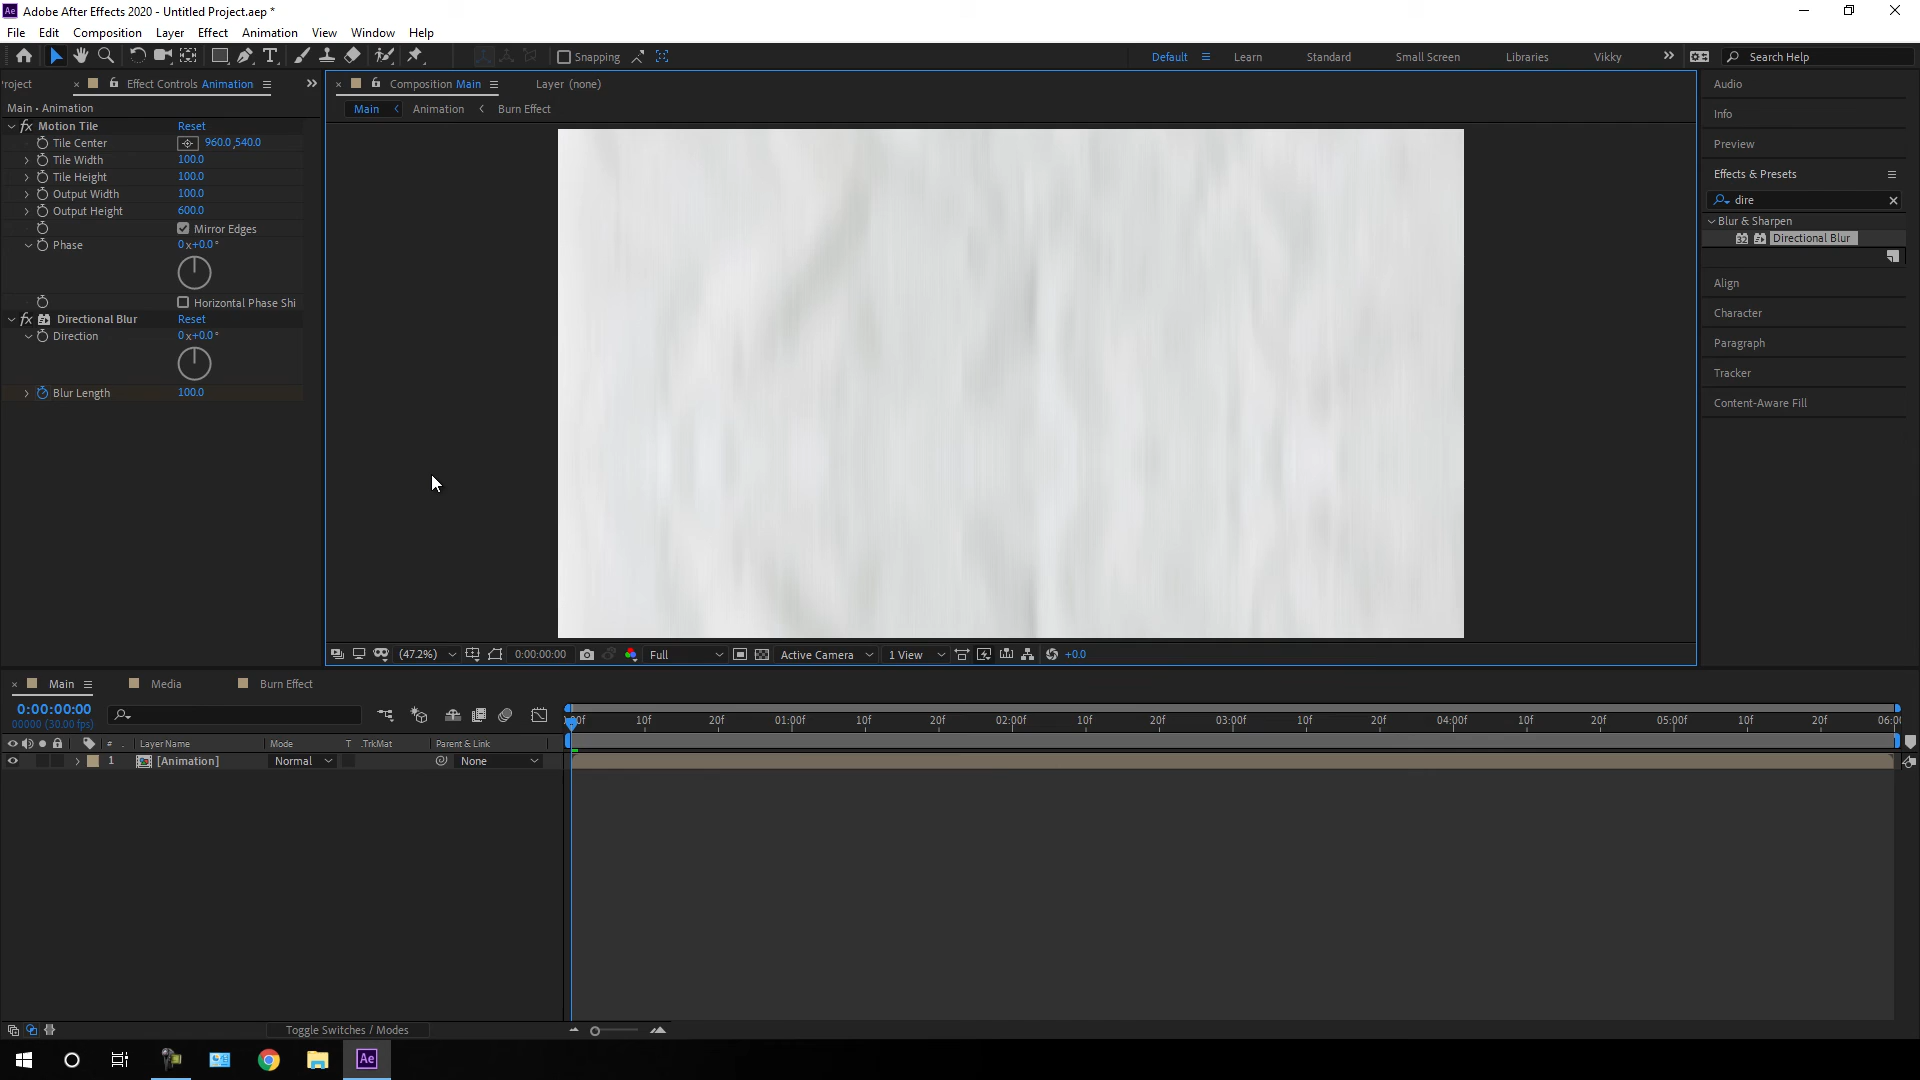 Adobe After Effects 2020 - Untitled Project.aep *
File Edit Composition Layer Effect Animation View Window Help
Snapping Default Learn Standard Small Screen Libraries Vikky Search Help
roject Effect Controls Animation
Composition Main Layer (none)
Main • Animation
Main Animation Burn Effect
Motion Tile Reset
Tile Center 960.0,540.0
Tile Width 100.0
Tile Height 100.0
Output Width 100.0
Output Height 600.0
Mirror Edges
Phase 0x+0.0°
Horizontal Phase Shi
Directional Blur Reset
Direction 0x+0.0°
Blur Length 100.0
Audio
Info
Preview
Effects & Presets
dire
Blur & Sharpen
32 Directional Blur
Align
Character
Paragraph
Tracker
Content-Aware Fill
(47.2%) 0:00:00:00 Full Active Camera 1 View +0.0
Main Media Burn Effect
0:00:00:00
00000 (30.00 fps)
:00f 10f 20f 01:00f 10f 20f 02:00f 10f 20f 03:00f 10f 20f 04:00f 10f 20f 05:00f 10f 20f 06:0
# Layer Name Mode T .TrkMat Parent & Link
1 [Animation] Normal None
Toggle Switches / Modes
Ae